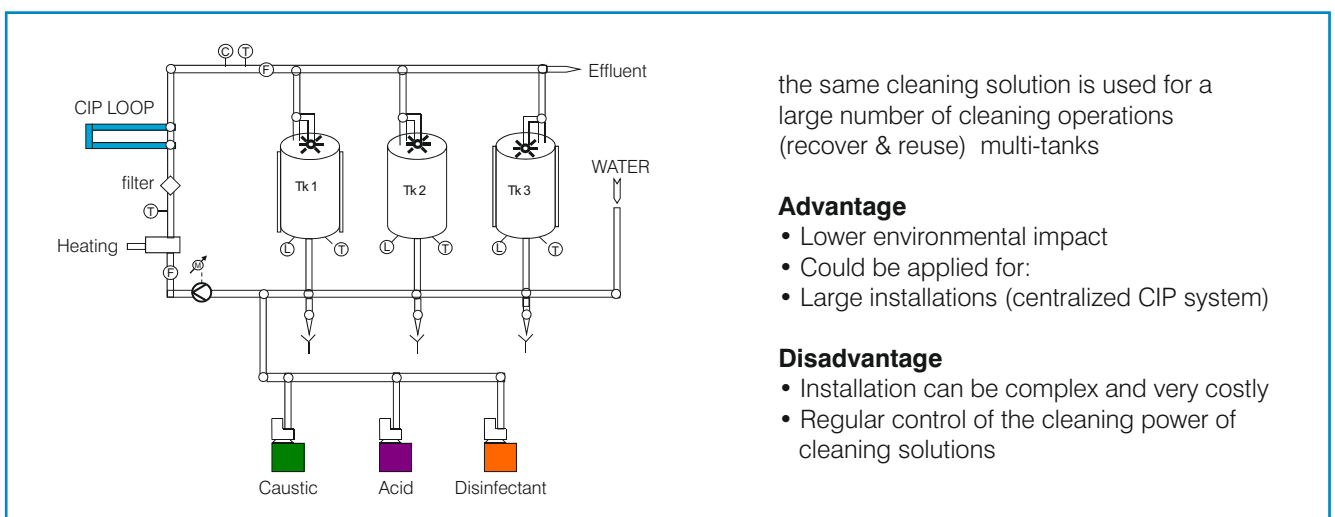 C T
F
Effluent
CIP LOOP
filter
T
Heating
F
M
Tk 1
Tk 2
Tk 3
L T
L T
L T
WATER
Caustic
Acid
Disinfectant
the same cleaning solution is used for a
large number of cleaning operations
(recover & reuse) multi-tanks
Advantage
• Lower environmental impact
• Could be applied for:
• Large installations (centralized CIP system)
Disadvantage
• Installation can be complex and very costly
• Regular control of the cleaning power of
cleaning solutions